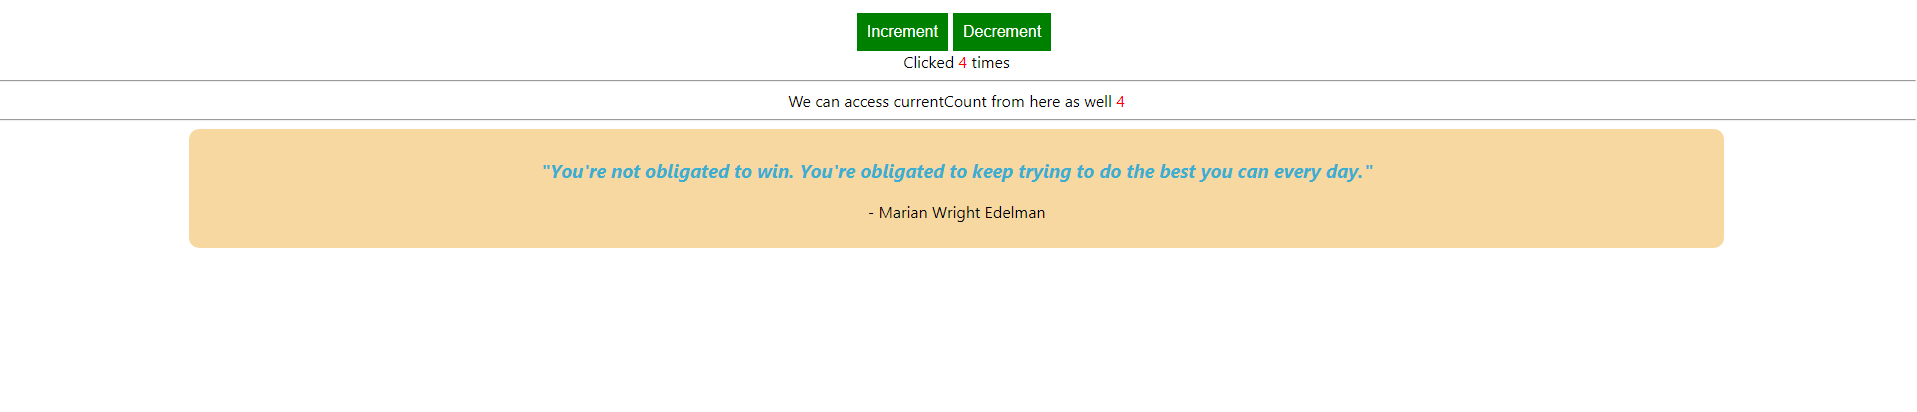 Increment Decrement
Clicked 4 times
We can access currentCount from here as well 4
"You're not obligated to win. You're obligated to keep trying to do the best you can every day."
- Marian Wright Edelman